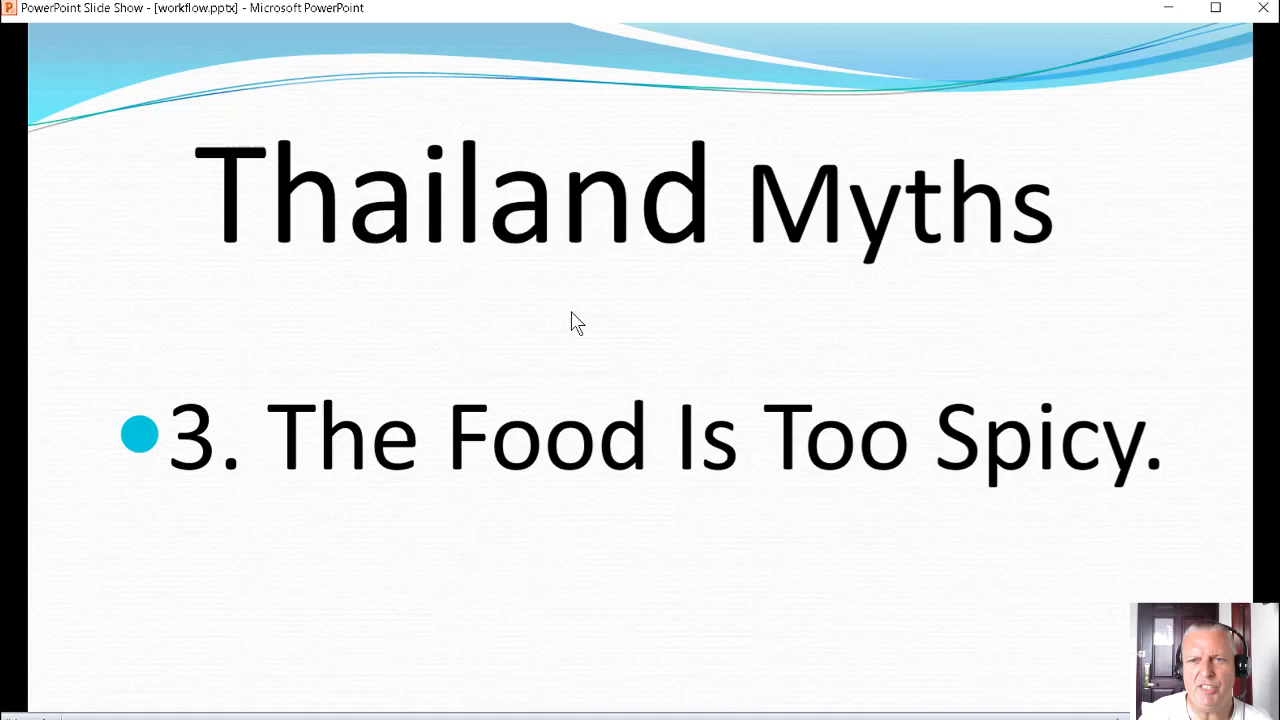 PowerPoint Slide Show - [workflow.pptx] - Microsoft PowerPoint
Thailand Myths
3. The Food Is Too Spicy.